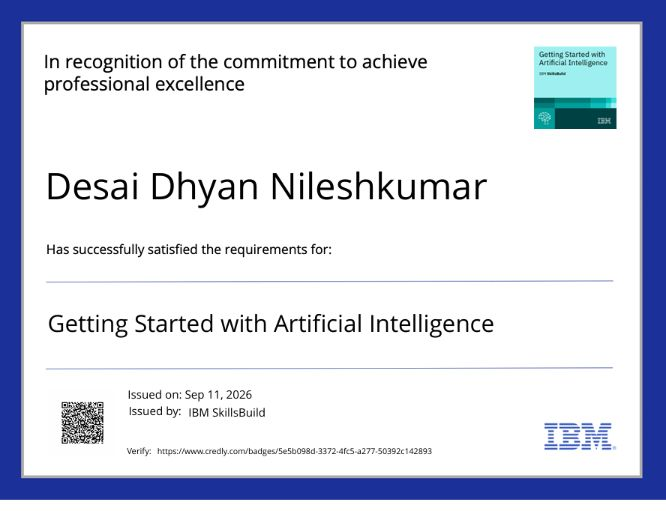 In recognition of the commitment to achieve
professional excellence
Getting Started with
Artificial Intelligence
IBM SkillsBuild
IBM
Desai Dhyan Nileshkumar
Has successfully satisfied the requirements for:
Getting Started with Artificial Intelligence
Issued on: Sep 11, 2026
Issued by: IBM SkillsBuild
Verify: https://www.credly.com/badges/5e5b098d-3372-4fc5-a277-50392c142893
IBM®